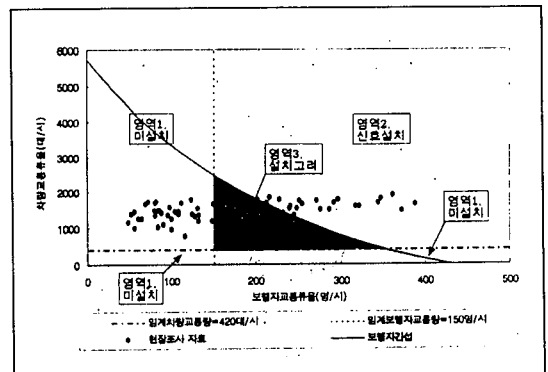 6000
5000
4000
3000
2000
1000
0
차량교통류율(대/시)
영역1.
미설치
영역2.
신호설치
영역3.
설치고려
영역1.
미설치
영역1.
미설치
0
100
200
300
400
500
보행자교통류율(명/시)
임계차량교통량=420대/시
임계보행자교통량=150명/시
현장조사 자료
보행자간섭